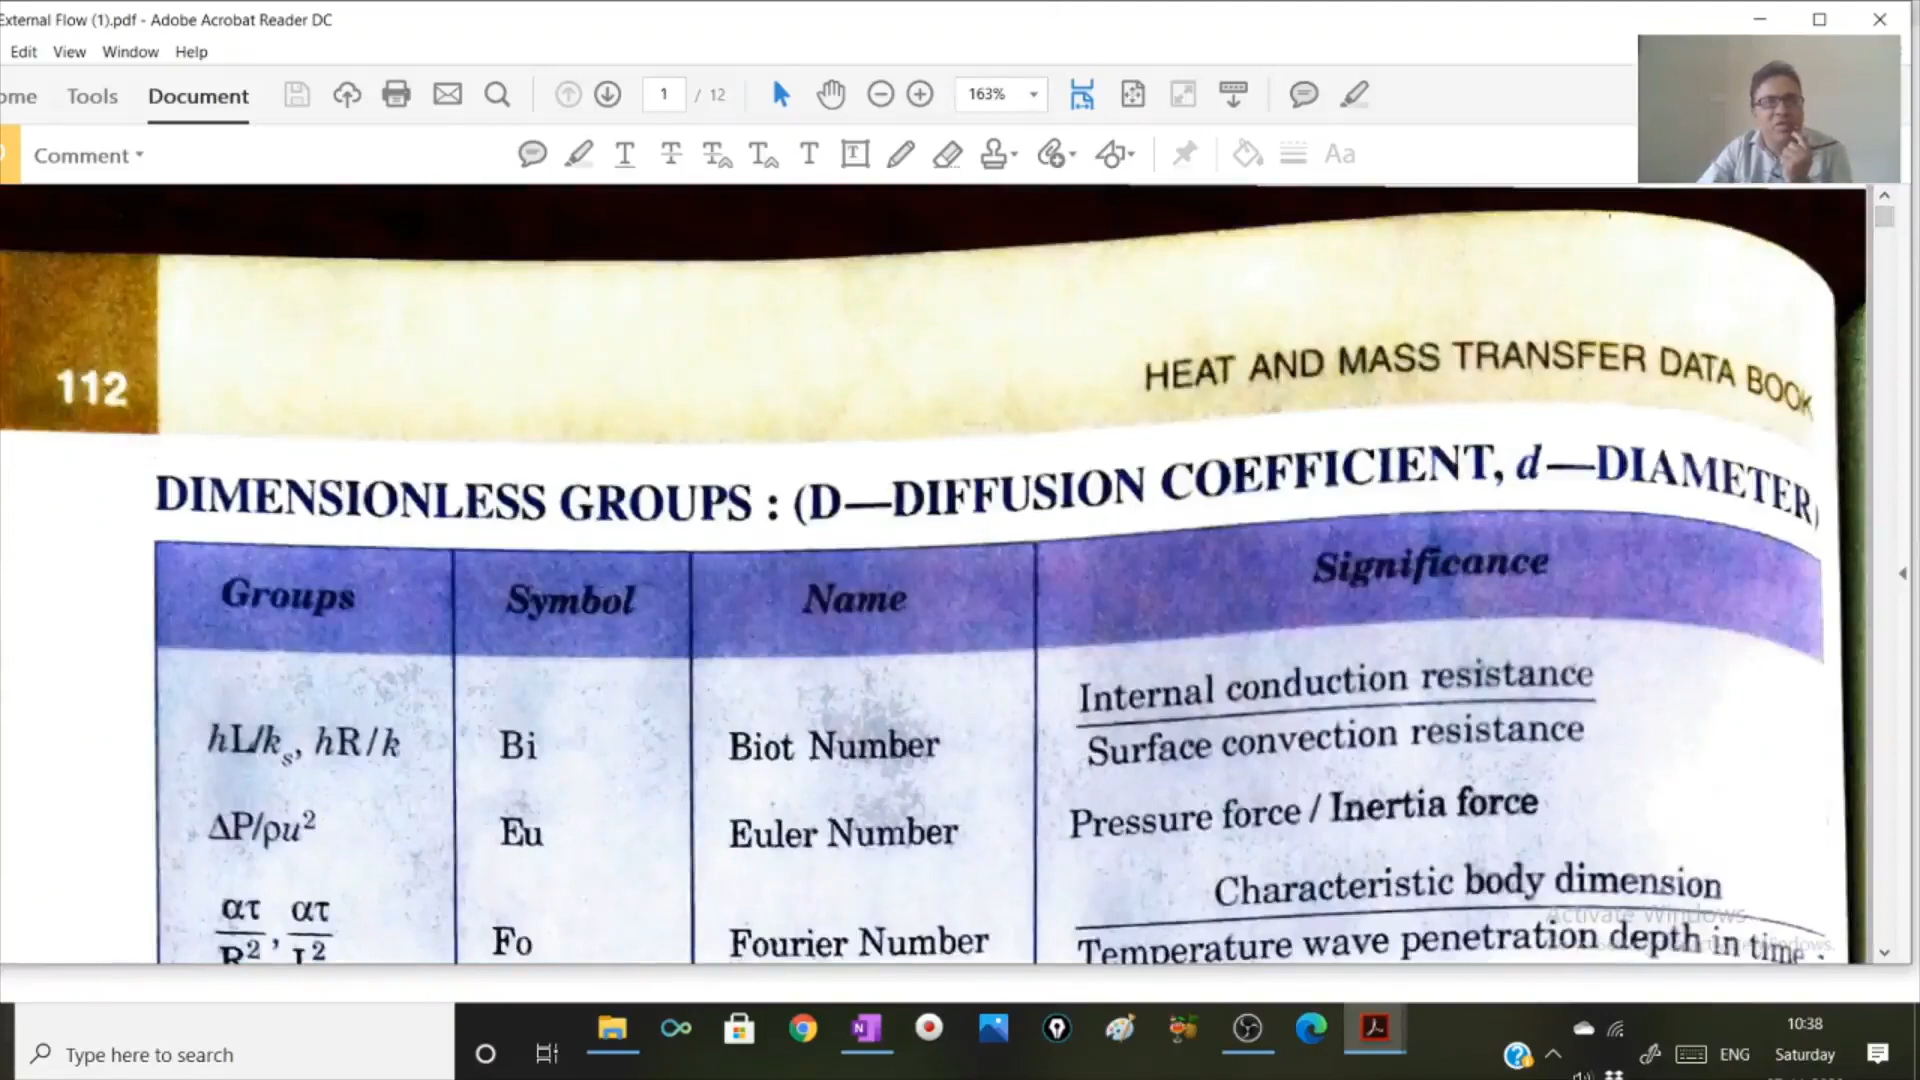 External Flow (1).pdf - Adobe Acrobat Reader DC
Edit View Window Help
ome Tools Document 1 / 12 163%
Comment T T T T T T Aa
112
HEAT AND MASS TRANSFER DATA BOOK
DIMENSIONLESS GROUPS : (D—DIFFUSION COEFFICIENT, d—DIAMETER)
Groups Symbol Name Significance
hL/kₛ, hR/k Bi Biot Number Internal conduction resistance
Surface convection resistance
ΔP/ρu² Eu Euler Number Pressure force / Inertia force
ατ ατ Characteristic body dimension
R² , L² Fo Fourier Number Temperature wave penetration depth in time
Activate Windows
Type here to search
10:38
ENG Saturday